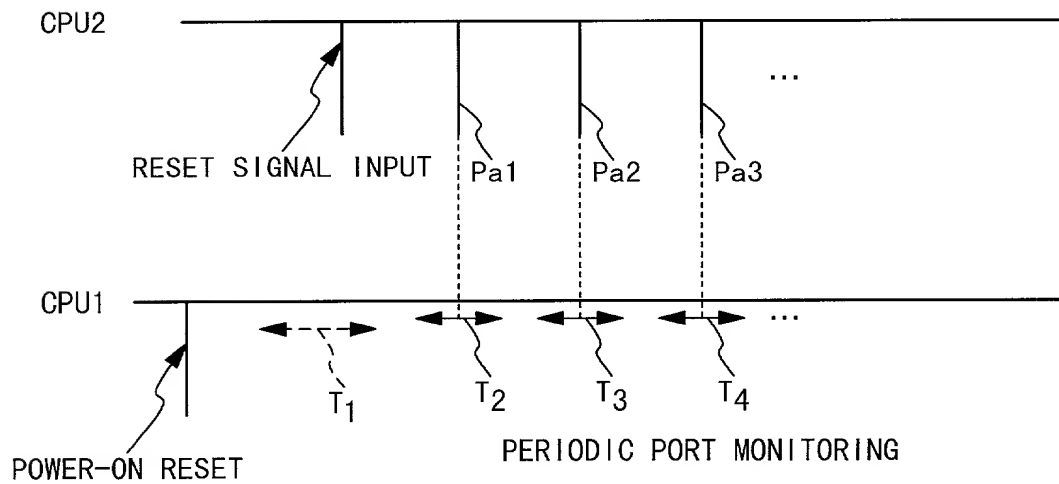 CPU2
...
RESET SIGNAL INPUT
Pa1
Pa2
Pa3
CPU1
...
T1
T2
T3
T4
POWER-ON RESET
PERIODIC PORT MONITORING